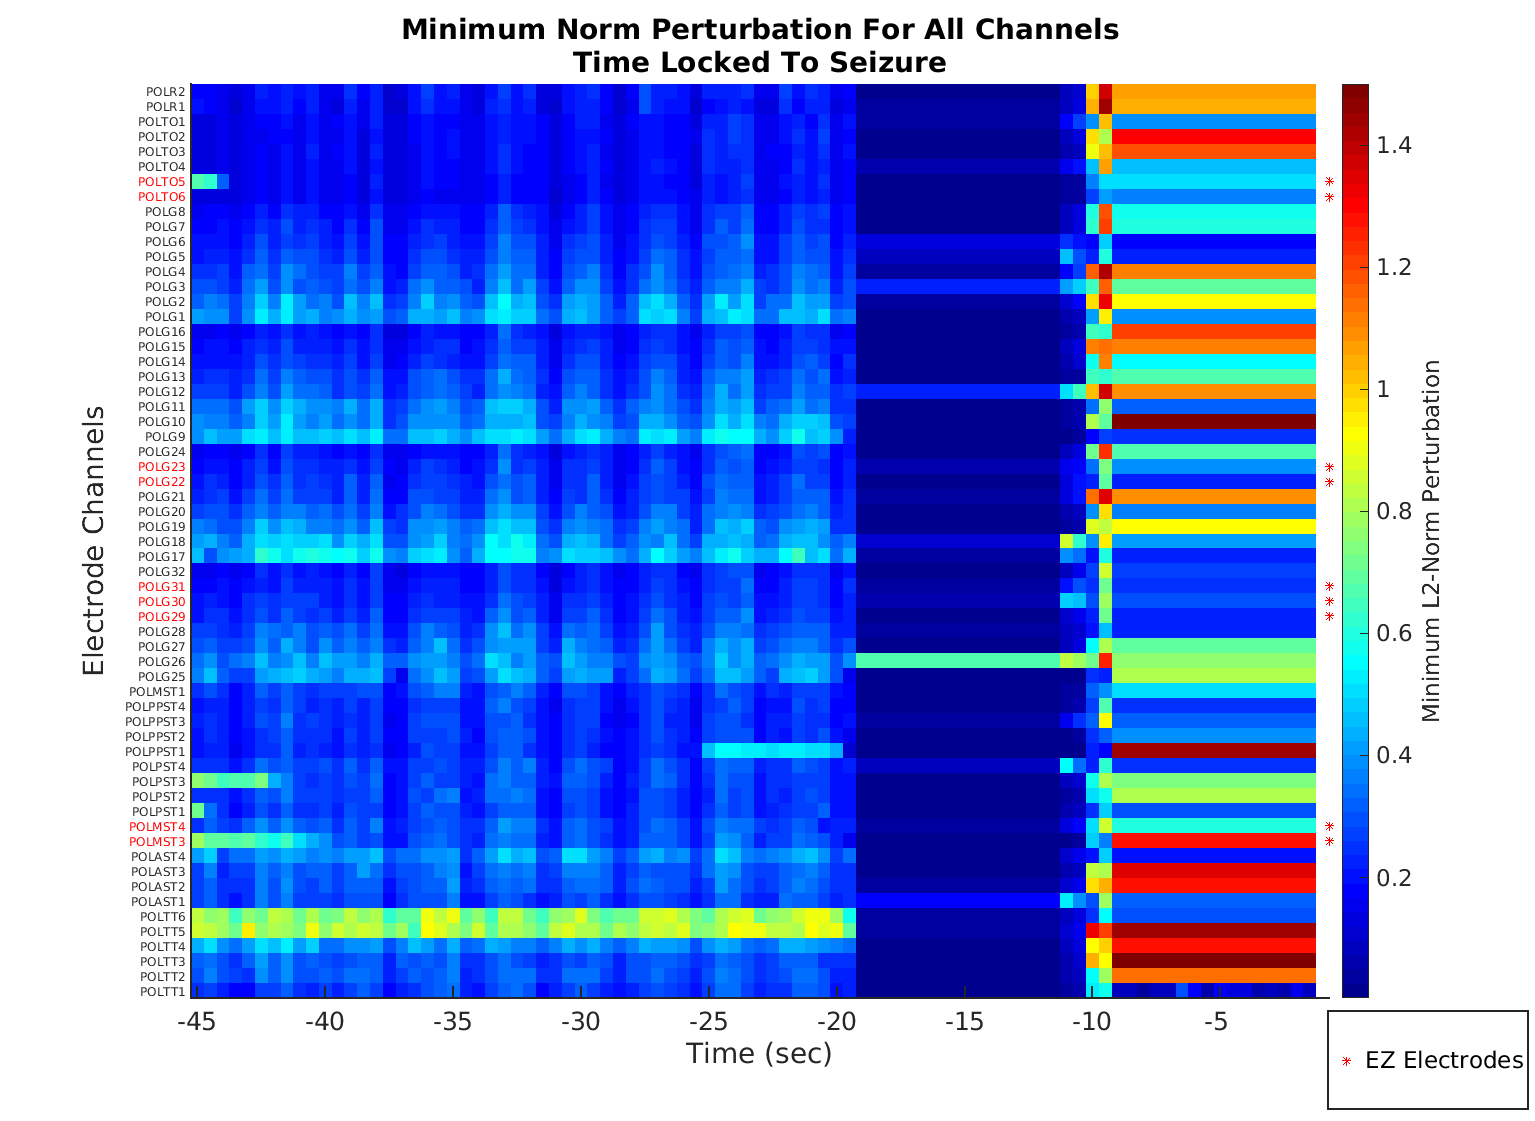 Minimum Norm Perturbation For All Channels
Time Locked To Seizure
Electrode Channels
POLR2
POLR1
POLTO1
POLTO2
POLTO3
POLTO4
POLTO5
POLTO6
POLG8
POLG7
POLG6
POLG5
POLG4
POLG3
POLG2
POLG1
POLG16
POLG15
POLG14
POLG13
POLG12
POLG11
POLG10
POLG9
POLG24
POLG23
POLG22
POLG21
POLG20
POLG19
POLG18
POLG17
POLG32
POLG31
POLG30
POLG29
POLG28
POLG27
POLG26
POLG25
POLMST1
POLPPST4
POLPPST3
POLPPST2
POLPPST1
POLPST4
POLPST3
POLPST2
POLPST1
POLMST4
POLMST3
POLAST4
POLAST3
POLAST2
POLAST1
POLTT6
POLTT5
POLTT4
POLTT3
POLTT2
POLTT1
-45 -40 -35 -30 -25 -20 -15 -10 -5
Time (sec)
1.4
1.2
1
0.8
0.6
0.4
0.2
Minimum L2-Norm Perturbation
EZ Electrodes